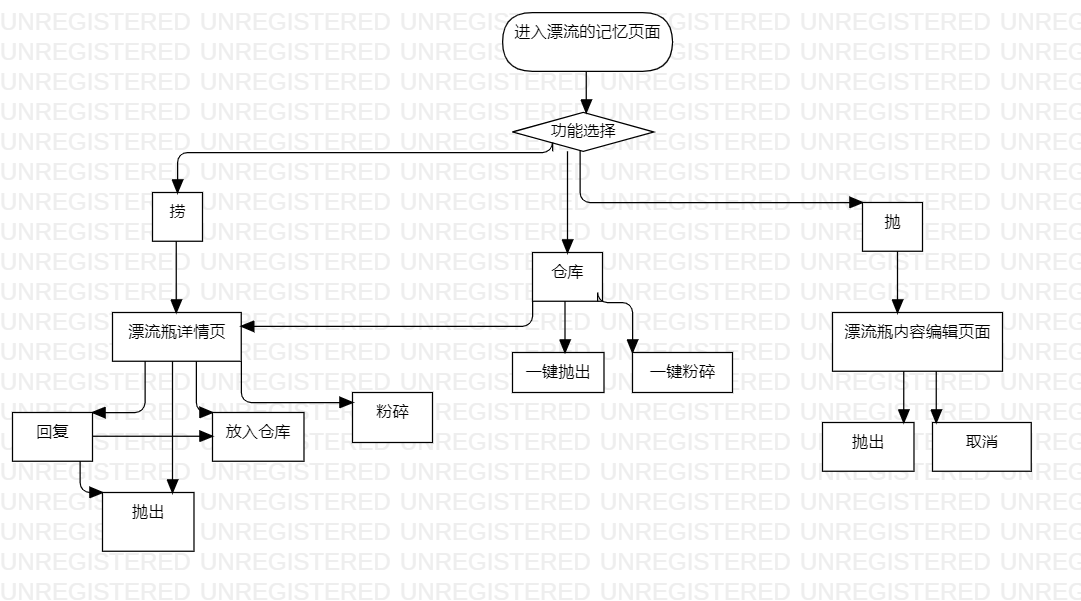 进入漂流的记忆页面
功能选择
捞
抛
仓库
漂流瓶详情页
漂流瓶内容编辑页面
一键抛出
一键粉碎
粉碎
回复
放入仓库
抛出
取消
抛出
UNREGISTERED